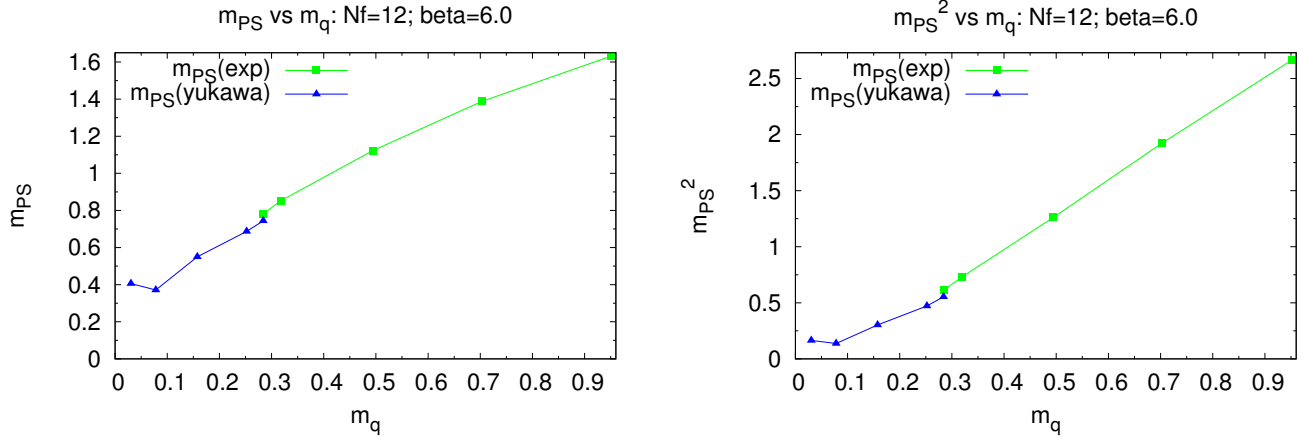 m_PS vs m_q: Nf=12; beta=6.0
m_PS(exp)
m_PS(yukawa)
m_PS
1.6
1.4
1.2
1
0.8
0.6
0.4
0.2
0
0 0.1 0.2 0.3 0.4 0.5 0.6 0.7 0.8 0.9
m_q
m_PS^2 vs m_q: Nf=12; beta=6.0
m_PS(exp)
m_PS(yukawa)
m_PS^2
2.5
2
1.5
1
0.5
0
0 0.1 0.2 0.3 0.4 0.5 0.6 0.7 0.8 0.9
m_q